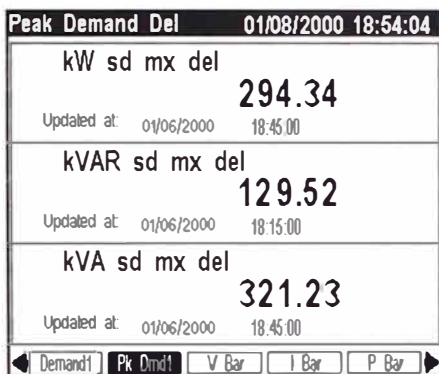 Peak Demand Del 01/08/2000 18:54:04
kW sd mx del
294.34
Updated at: 01/06/2000 18:45:00
kVAR sd mx del
129.52
Updated at: 01/06/2000 18:15:00
kVA sd mx del
321.23
Updated at: 01/06/2000 18:45:00
Demand1 Pk Dmd1 V Bar I Bar P Bar